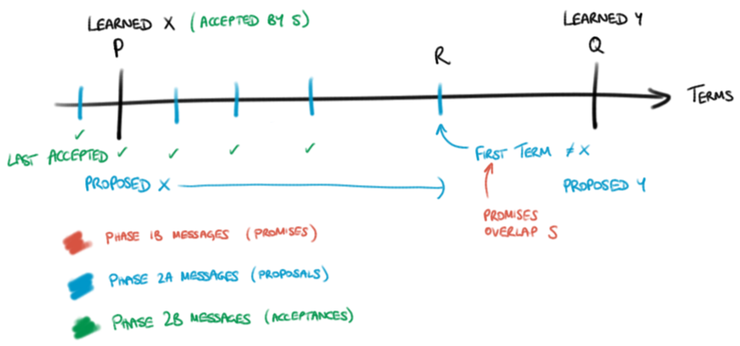 LEARNED X (ACCEPTED BY S)
P
LEARNED Y
Q
R
TERMS
✓
LAST ACCEPTED ✓ ✓ ✓ ✓
FIRST TERM ≠ X
PROPOSED X
PROPOSED Y
PROMISES
OVERLAP S
PHASE 1B MESSAGES (PROMISES)
PHASE 2A MESSAGES (PROPOSALS)
PHASE 2B MESSAGES (ACCEPTANCES)